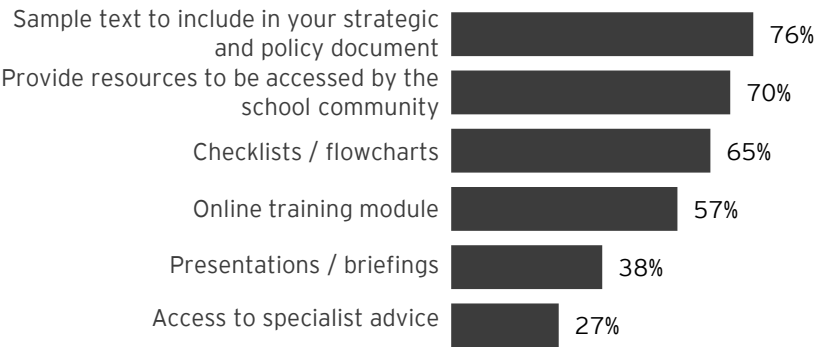 Sample text to include in your strategic
and policy document
76%
Provide resources to be accessed by the
school community
70%
Checklists / flowcharts
65%
Online training module
57%
Presentations / briefings
38%
Access to specialist advice
27%